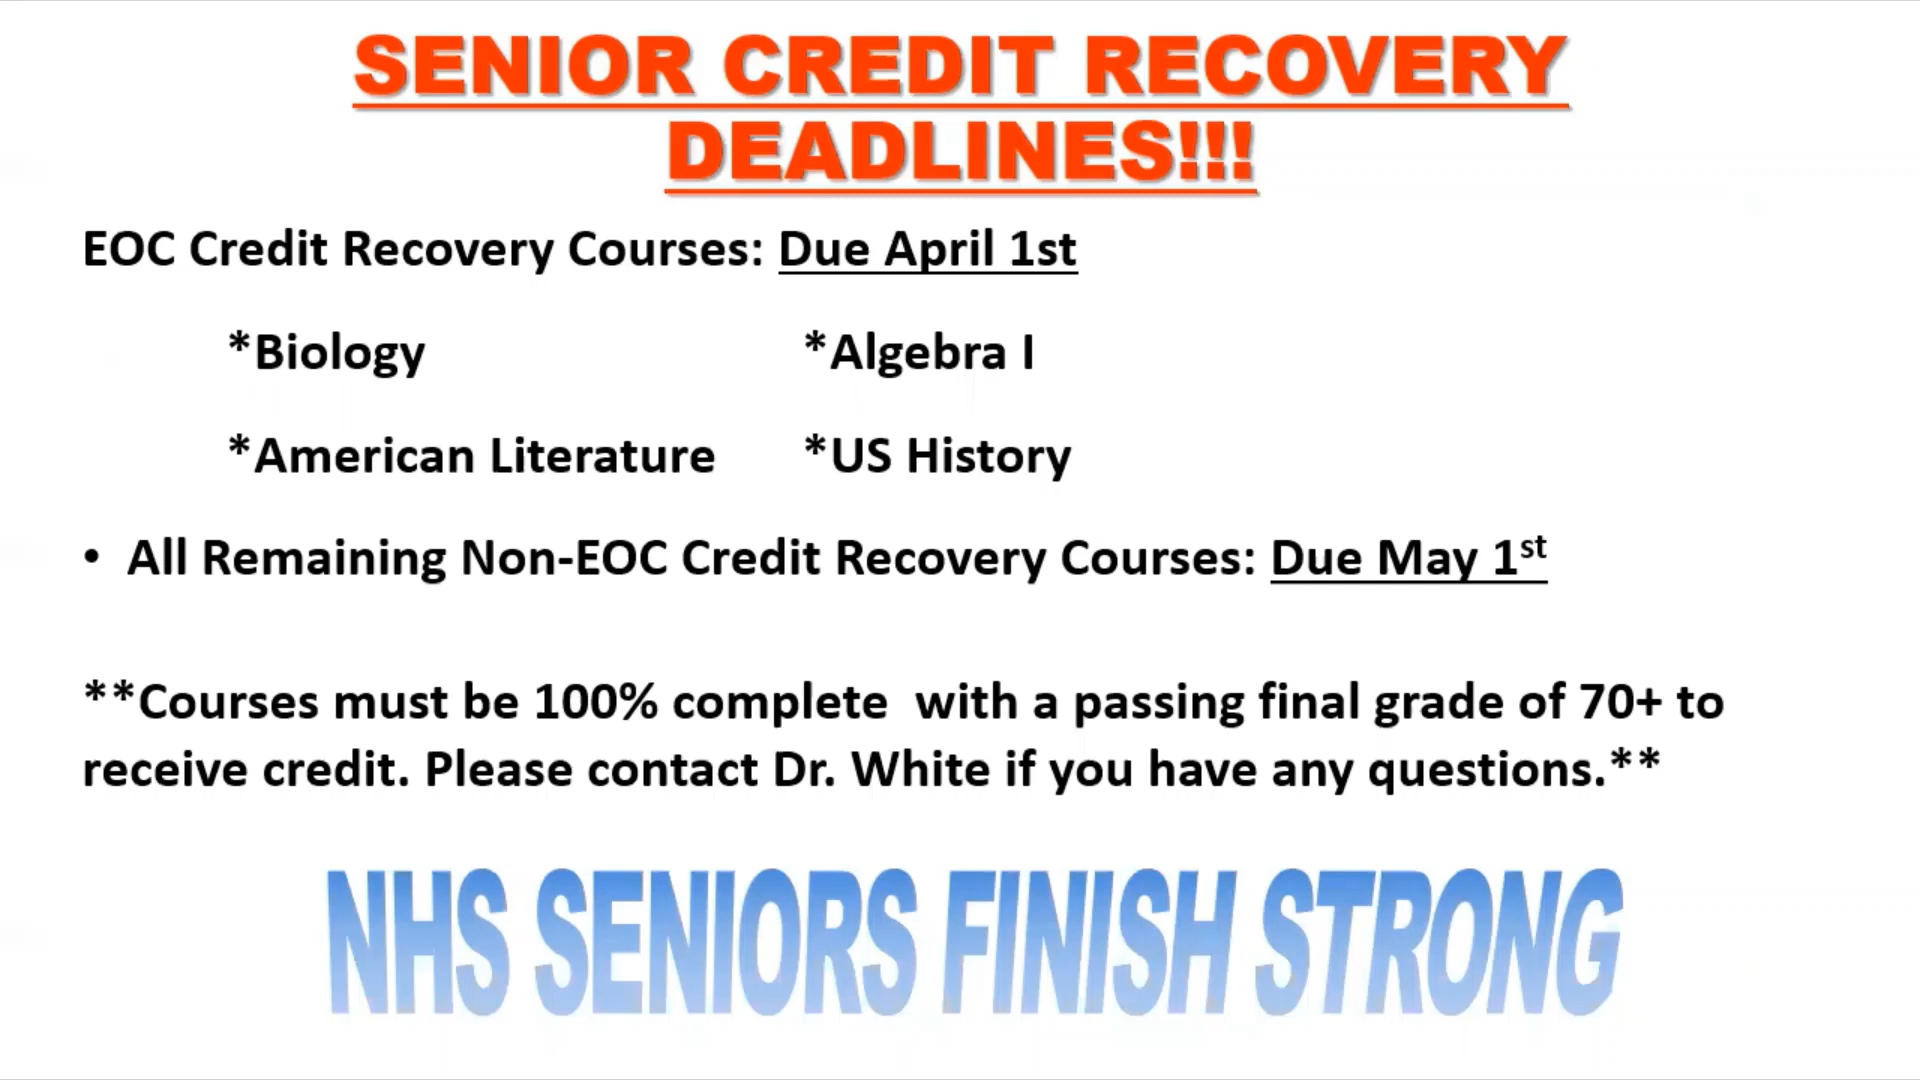 SENIOR CREDIT RECOVERY
DEADLINES!!!
EOC Credit Recovery Courses: Due April 1st
*Biology *Algebra I
*American Literature *US History
• All Remaining Non-EOC Credit Recovery Courses: Due May 1st
**Courses must be 100% complete  with a passing final grade of 70+ to
receive credit. Please contact Dr. White if you have any questions.**
NHS SENIORS FINISH STRONG